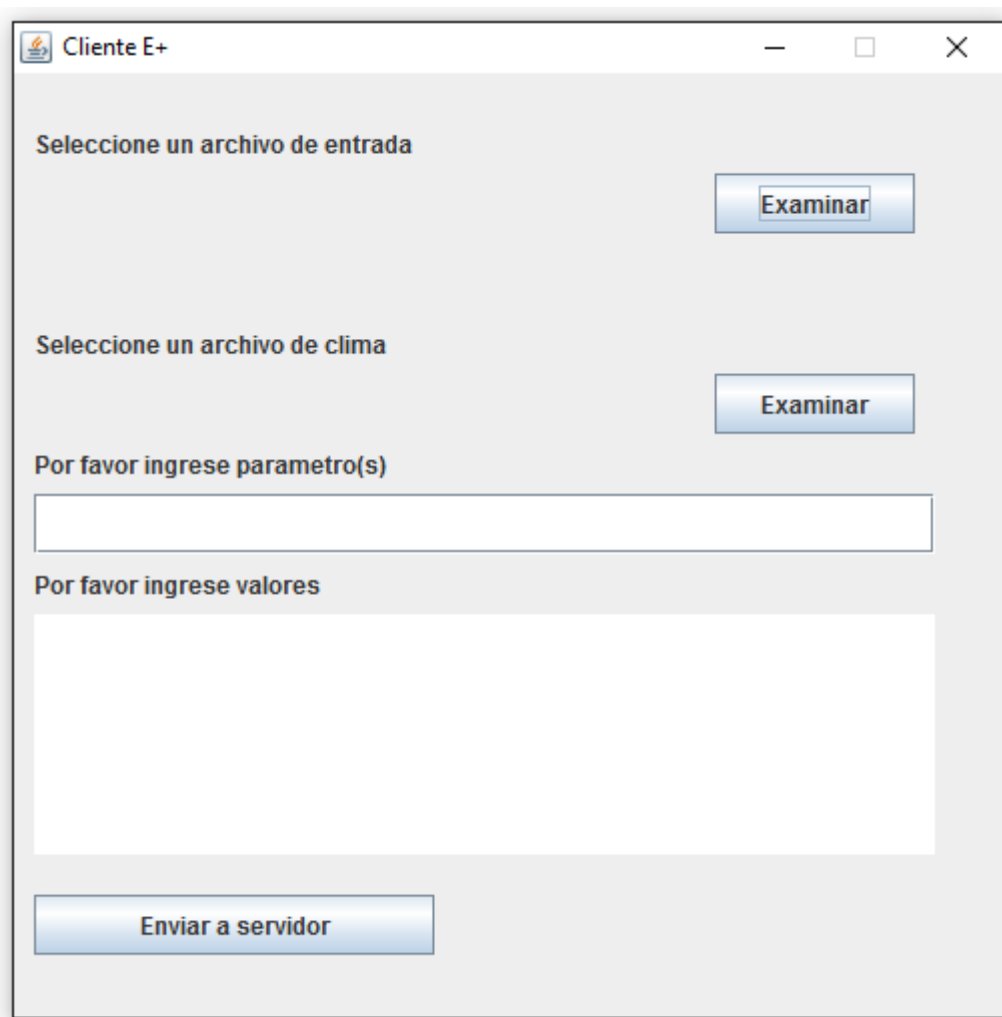 Cliente E+
Seleccione un archivo de entrada
Examinar
Seleccione un archivo de clima
Examinar
Por favor ingrese parametro(s)
Por favor ingrese valores
Enviar a servidor